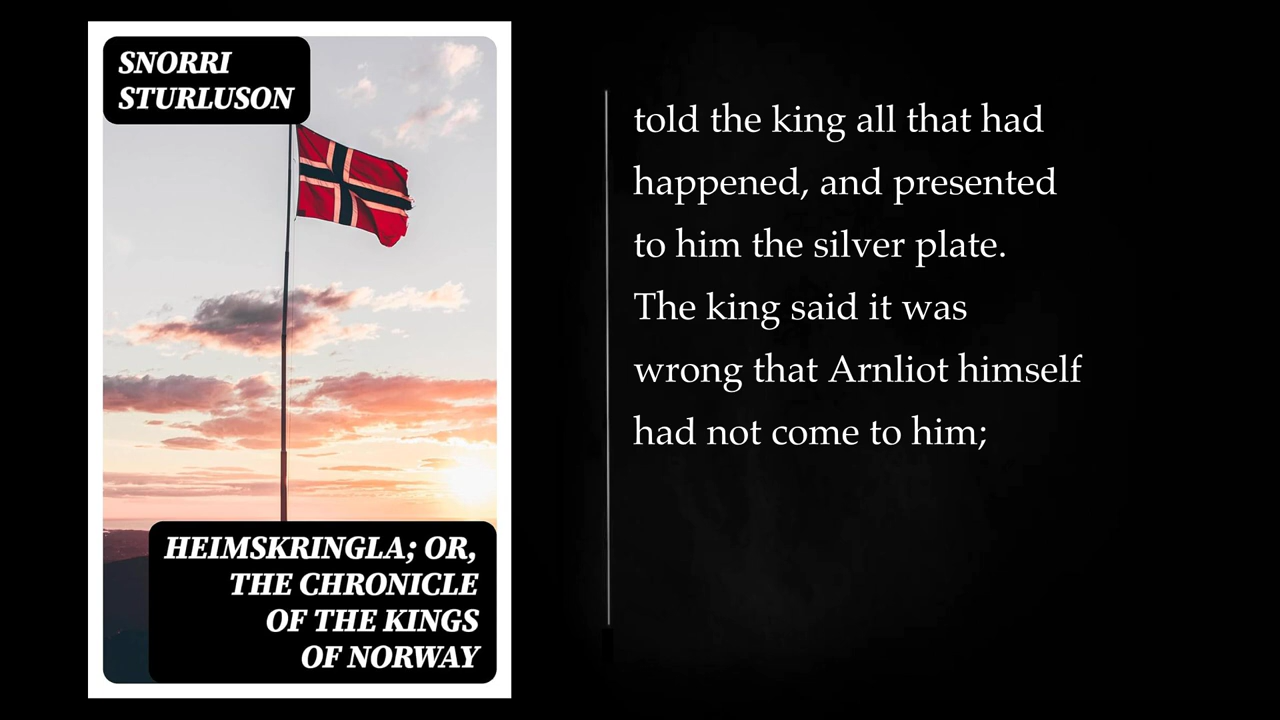 SNORRI
STURLUSON
HEIMSKRINGLA; OR,
THE CHRONICLE
OF THE KINGS
OF NORWAY
told the king all that had
happened, and presented
to him the silver plate.
The king said it was
wrong that Arnliot himself
had not come to him;